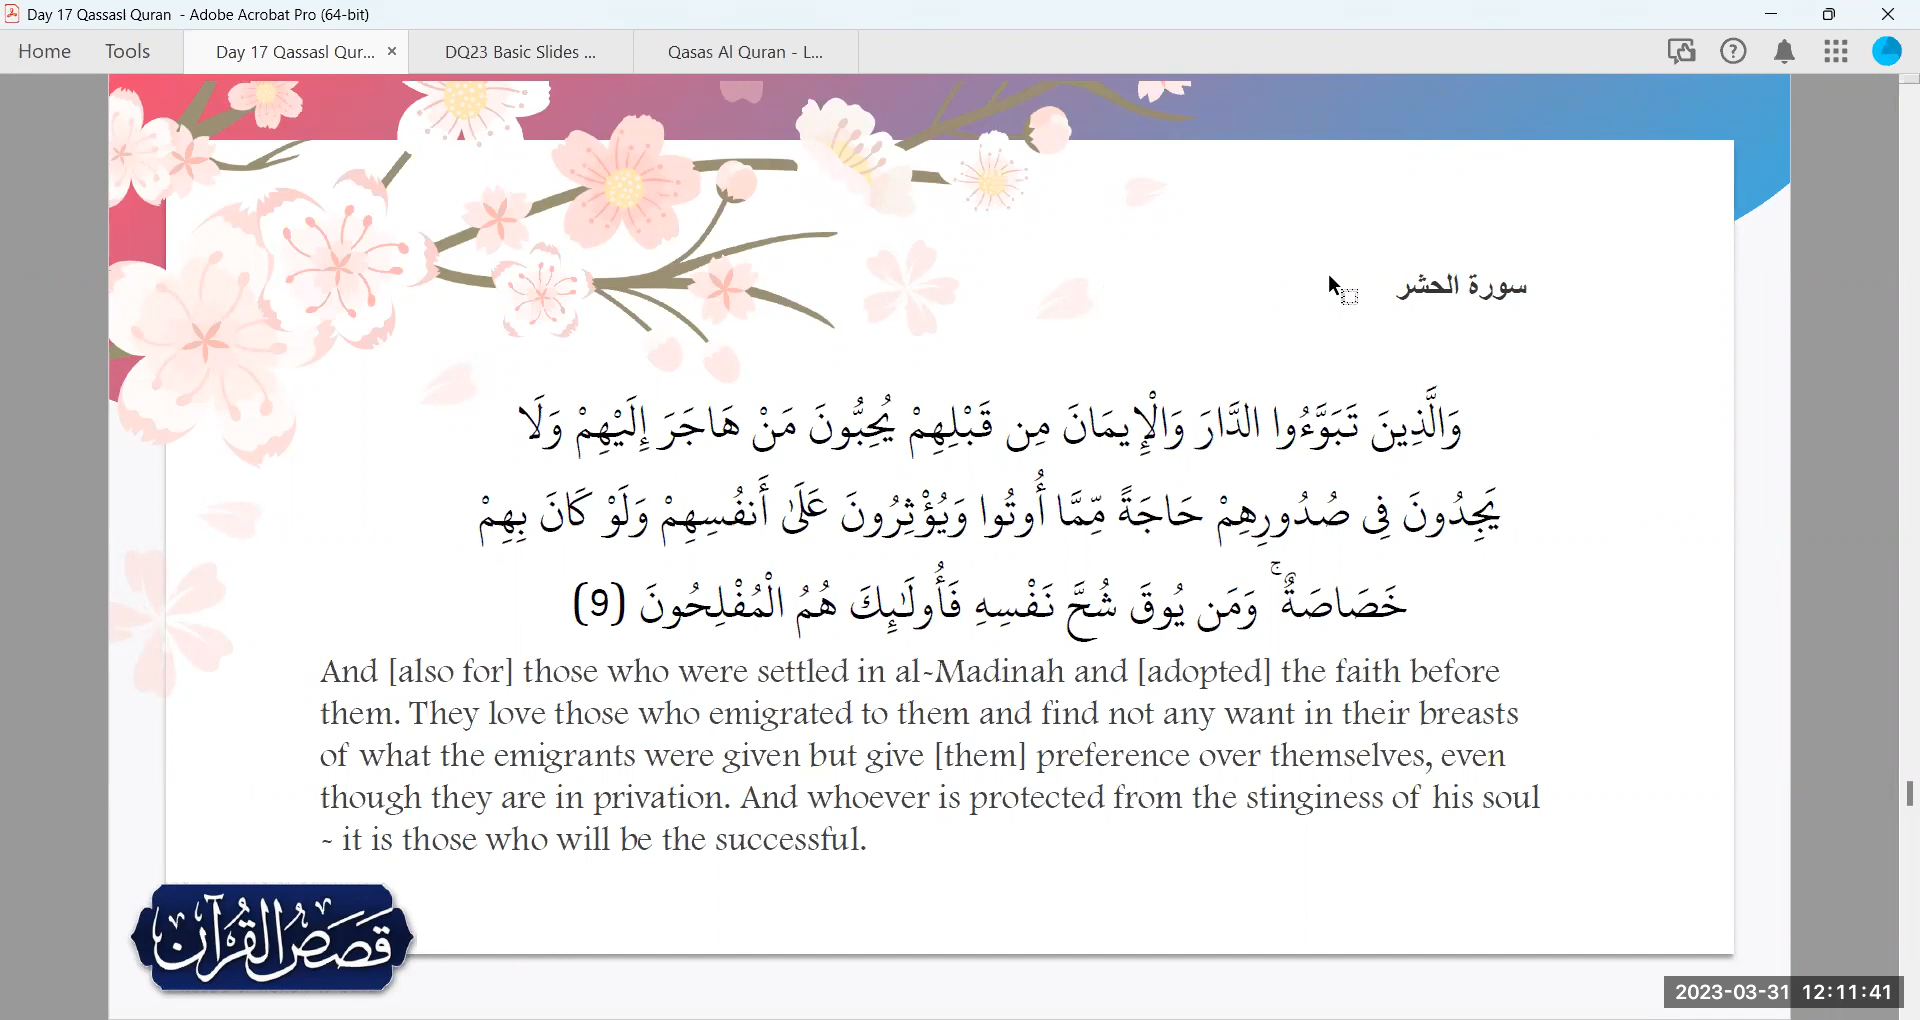 Day 17 Qassasl Quran - Adobe Acrobat Pro (64-bit)
Home Tools Day 17 Qassasl Qur... × DQ23 Basic Slides ... Qasas Al Quran - L...
سورة الحشر
وَالَّذِينَ تَبَوَّءُوا الدَّارَ وَالْإِيمَانَ مِن قَبْلِهِمْ يُحِبُّونَ مَنْ هَاجَرَ إِلَيْهِمْ وَلَا
يَجِدُونَ فِى صُدُورِهِمْ حَاجَةً مِّمَّا أُوتُوا وَيُؤْثِرُونَ عَلَىٰ أَنفُسِهِمْ وَلَوْ كَانَ بِهِمْ
خَصَاصَةٌ ۚ وَمَن يُوقَ شُحَّ نَفْسِهِ فَأُولَـٰئِكَ هُمُ الْمُفْلِحُونَ (9)
And [also for] those who were settled in al-Madinah and [adopted] the faith before
them. They love those who emigrated to them and find not any want in their breasts
of what the emigrants were given but give [them] preference over themselves, even
though they are in privation. And whoever is protected from the stinginess of his soul
~ it is those who will be the successful.
قَصَصُ الْقُرْآن
2023-03-31 12:11:41